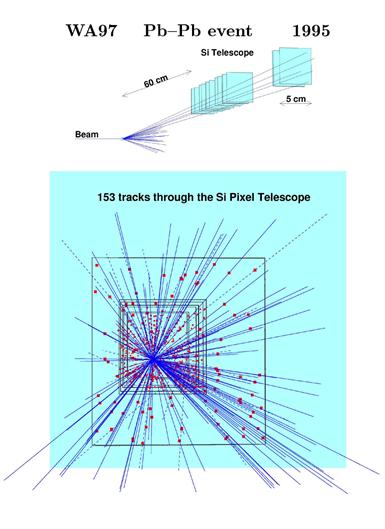 WA97 Pb–Pb event 1995
Si Telescope
60 cm
5 cm
Beam
153 tracks through the Si Pixel Telescope